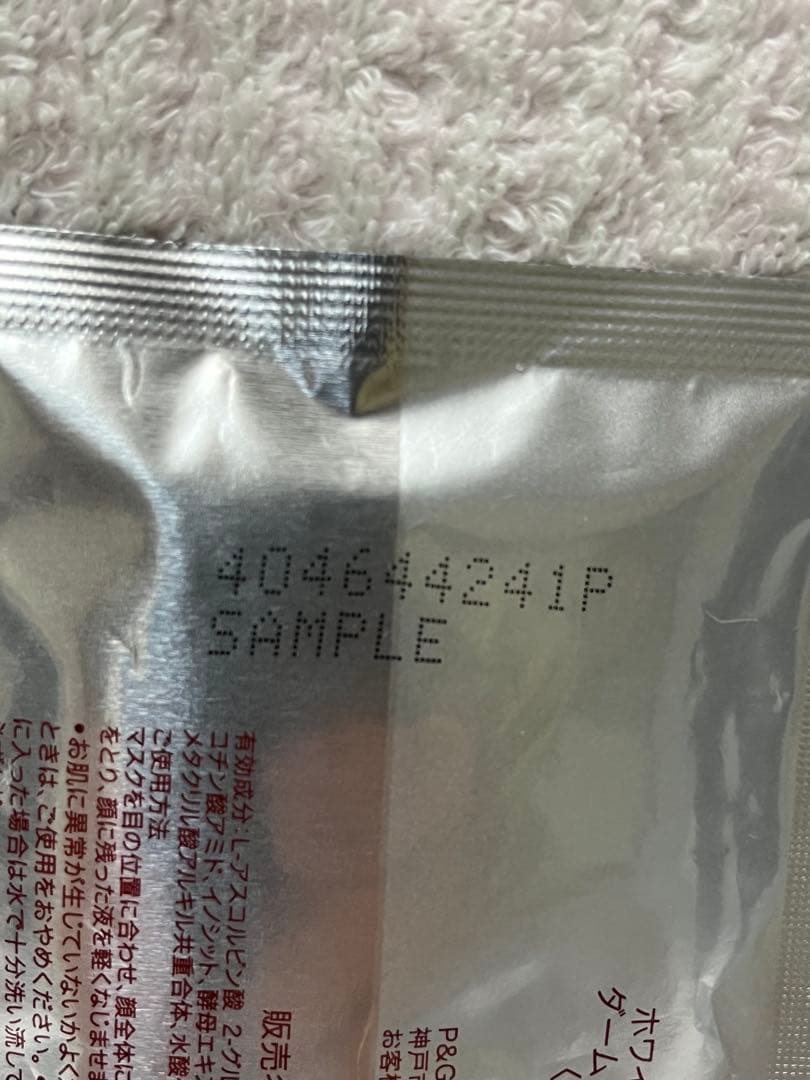 404644241P
SAMPLE
ホワイ
ダーム
販売
P&G
神戸市
お客様
有効成分：L-アスコルビン酸 2-グル
コチン酸アミド、イノシット、酵母エキ
メタクリル酸アルキル共重合体、水酸
ご使用方法
マスクを目の位置に合わせ、顔全体に
をとり、顔に残った液を軽くなじませま
●お肌に異常が生じていないかよく
ときは、ご使用をおやめください。
に入った場合は水で十分洗い流して